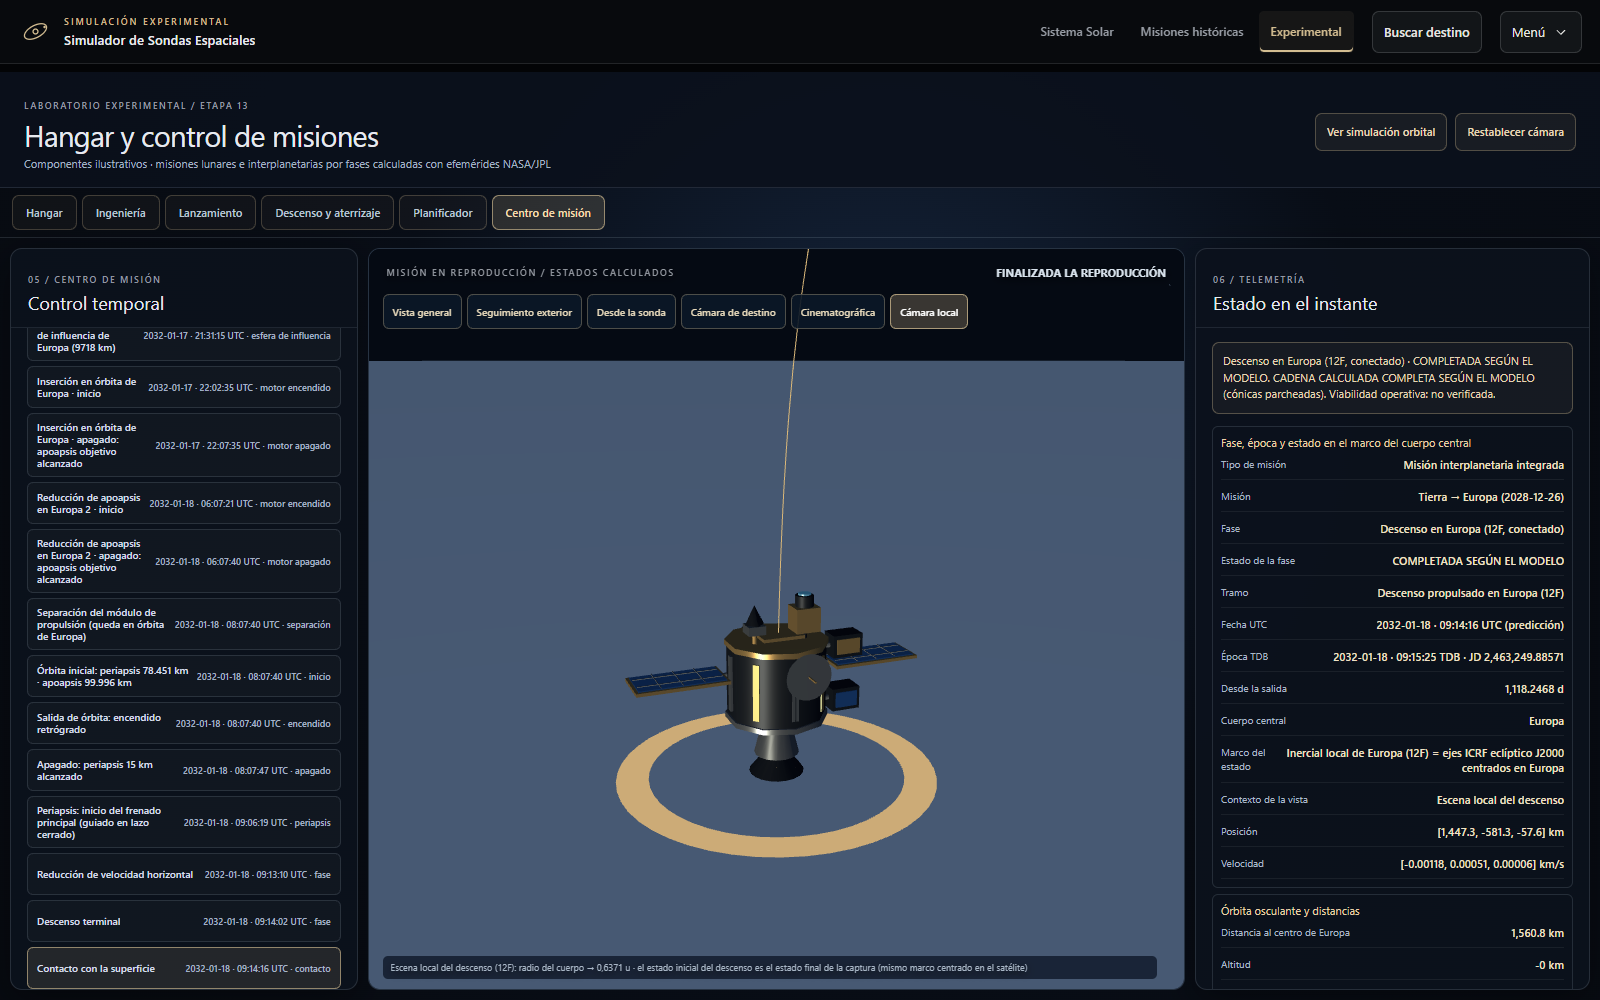 SIMULACIÓN EXPERIMENTAL
Simulador de Sondas Espaciales
Sistema Solar
Misiones históricas
Experimental
Buscar destino
Menú
LABORATORIO EXPERIMENTAL / ETAPA 13
Hangar y control de misiones
Componentes ilustrativos · misiones lunares e interplanetarias por fases calculadas con efemérides NASA/JPL
Ver simulación orbital
Restablecer cámara
Hangar
Ingeniería
Lanzamiento
Descenso y aterrizaje
Planificador
Centro de misión
05 / CENTRO DE MISIÓN
Control temporal
de influencia de
Europa (9718 km)
2032-01-17 · 21:31:15 UTC · esfera de influencia
Inserción en órbita de
Europa · inicio
2032-01-17 · 22:02:35 UTC · motor encendido
Inserción en órbita de
Europa · apagado:
apoapsis objetivo
alcanzado
2032-01-17 · 22:07:35 UTC · motor apagado
Reducción de apoapsis
en Europa 2 · inicio
2032-01-18 · 06:07:21 UTC · motor encendido
Reducción de apoapsis
en Europa 2 · apagado:
apoapsis objetivo
alcanzado
2032-01-18 · 06:07:40 UTC · motor apagado
Separación del módulo de
propulsión (queda en órbita
de Europa)
2032-01-18 · 08:07:40 UTC · separación
Órbita inicial: periapsis 78.451 km
· apoapsis 99.996 km
2032-01-18 · 08:07:40 UTC · inicio
Salida de órbita: encendido
retrógrado
2032-01-18 · 08:07:40 UTC · encendido
Apagado: periapsis 15 km
alcanzado
2032-01-18 · 08:07:47 UTC · apagado
Periapsis: inicio del frenado
principal (guiado en lazo
cerrado)
2032-01-18 · 09:06:19 UTC · periapsis
Reducción de velocidad horizontal
2032-01-18 · 09:13:10 UTC · fase
Descenso terminal
2032-01-18 · 09:14:02 UTC · fase
Contacto con la superficie
2032-01-18 · 09:14:16 UTC · contacto
MISIÓN EN REPRODUCCIÓN / ESTADOS CALCULADOS
FINALIZADA LA REPRODUCCIÓN
Vista general
Seguimiento exterior
Desde la sonda
Cámara de destino
Cinematográfica
Cámara local
Escena local del descenso (12F): radio del cuerpo → 0,6371 u · el estado inicial del descenso es el estado final de la captura (mismo marco centrado en el satélite)
06 / TELEMETRÍA
Estado en el instante
Descenso en Europa (12F, conectado) · COMPLETADA SEGÚN EL
MODELO. CADENA CALCULADA COMPLETA SEGÚN EL MODELO
(cónicas parcheadas). Viabilidad operativa: no verificada.
Fase, época y estado en el marco del cuerpo central
Tipo de misión
Misión interplanetaria integrada
Misión
Tierra → Europa (2028-12-26)
Fase
Descenso en Europa (12F, conectado)
Estado de la fase
COMPLETADA SEGÚN EL MODELO
Tramo
Descenso propulsado en Europa (12F)
Fecha UTC
2032-01-18 · 09:14:16 UTC (predicción)
Época TDB
2032-01-18 · 09:15:25 TDB · JD 2,463,249.88571
Desde la salida
1,118.2468 d
Cuerpo central
Europa
Marco del
estado
Inercial local de Europa (12F) = ejes ICRF eclíptico J2000
centrados en Europa
Contexto de la vista
Escena local del descenso
Posición
[1,447.3, -581.3, -57.6] km
Velocidad
[-0.00118, 0.00051, 0.00006] km/s
Órbita osculante y distancias
Distancia al centro de Europa
1,560.8 km
Altitud
-0 km